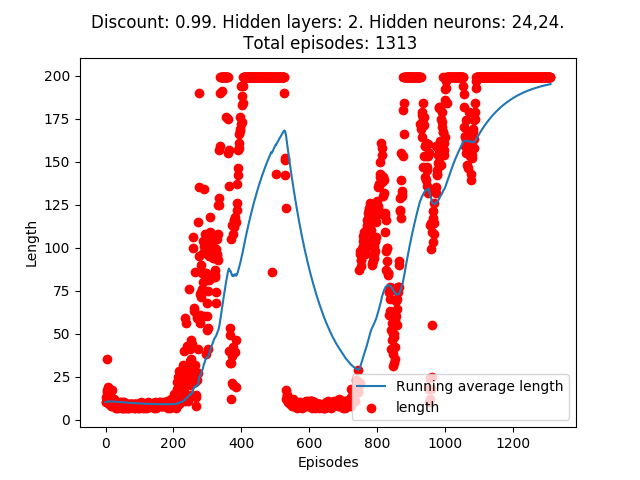 Discount: 0.99. Hidden layers: 2. Hidden neurons: 24,24.
Total episodes: 1313
200
175
150
125
100
75
50
25
0
Length
Running average length
length
0
200
400
600
800
1000
1200
Episodes